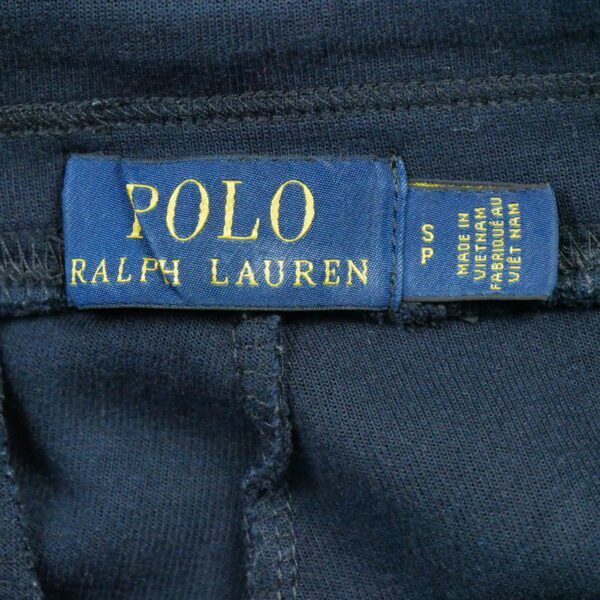 POLO
RALPH LAUREN
S
P
MADE IN
VIETNAM
FABRIQUÉ AU
VIÊT NAM